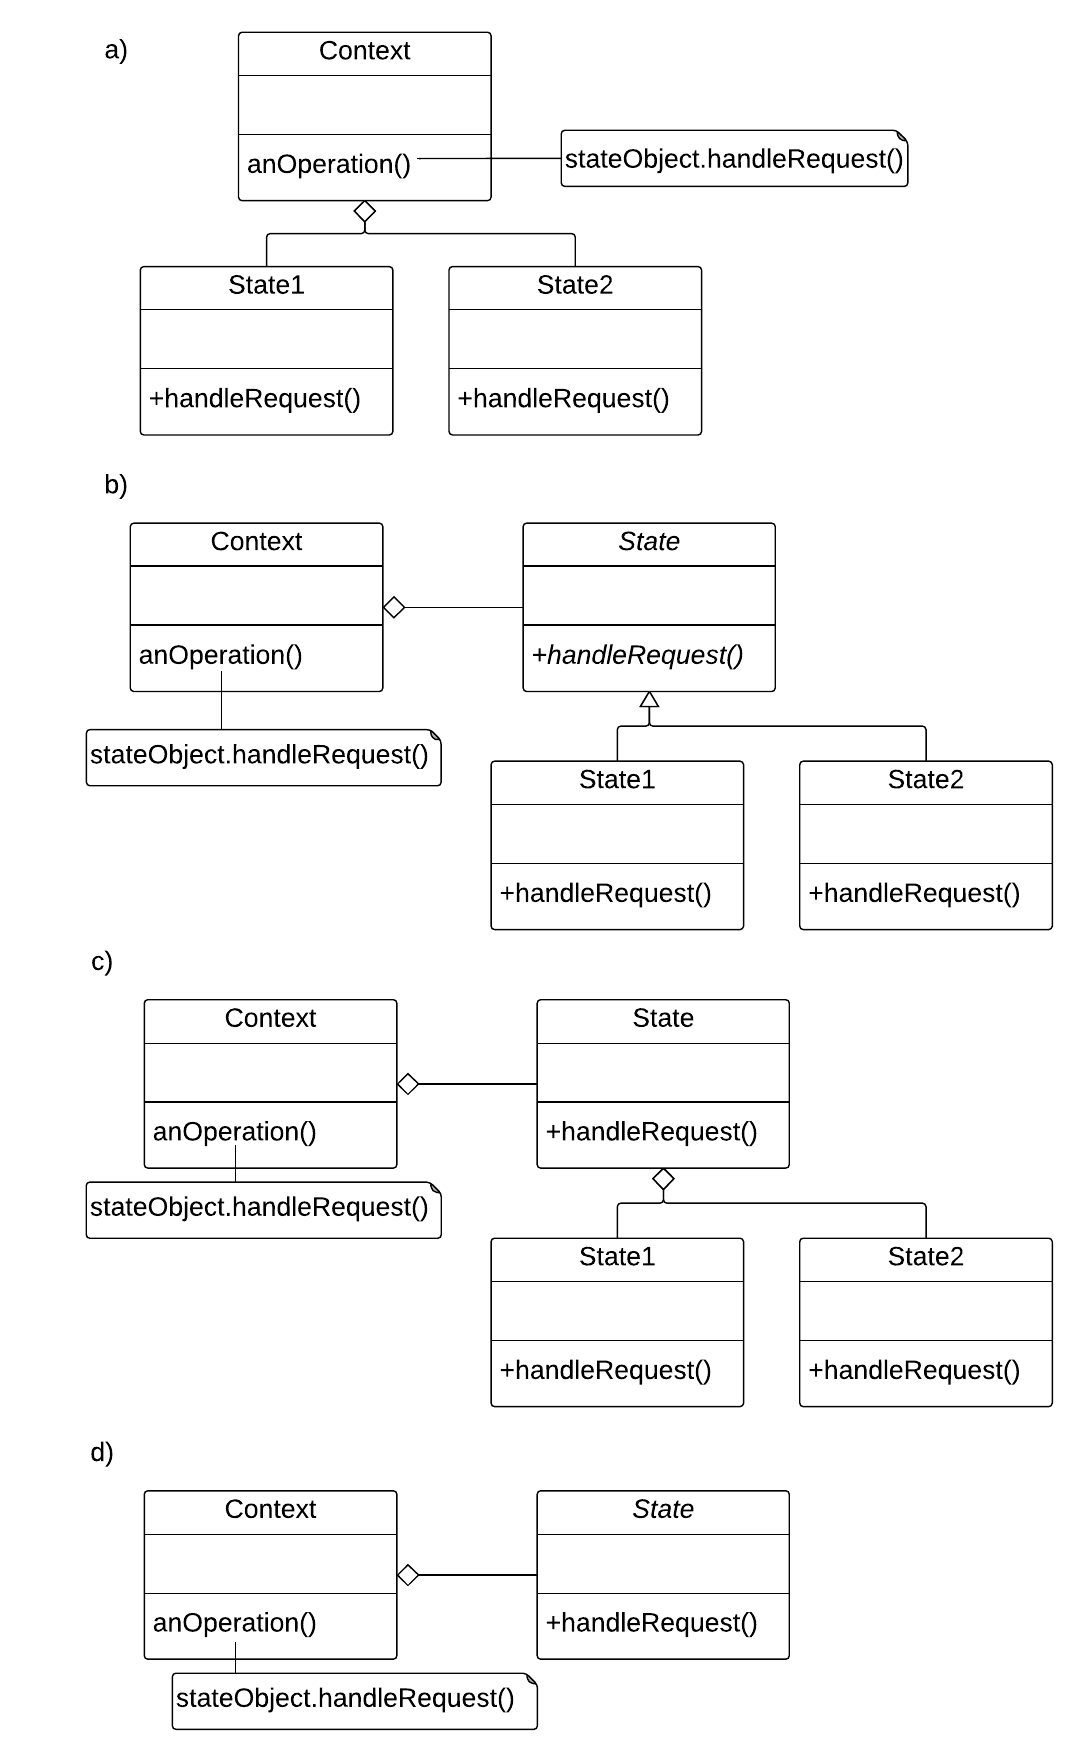 a)
Context
anOperation()
stateObject.handleRequest()
State1
State2
+handleRequest()
+handleRequest()
b)
Context
State
anOperation()
+handleRequest()
stateObject.handleRequest()
State1
State2
+handleRequest()
+handleRequest()
c)
Context
State
anOperation()
+handleRequest()
stateObject.handleRequest()
State1
State2
+handleRequest()
+handleRequest()
d)
Context
State
anOperation()
+handleRequest()
stateObject.handleRequest()